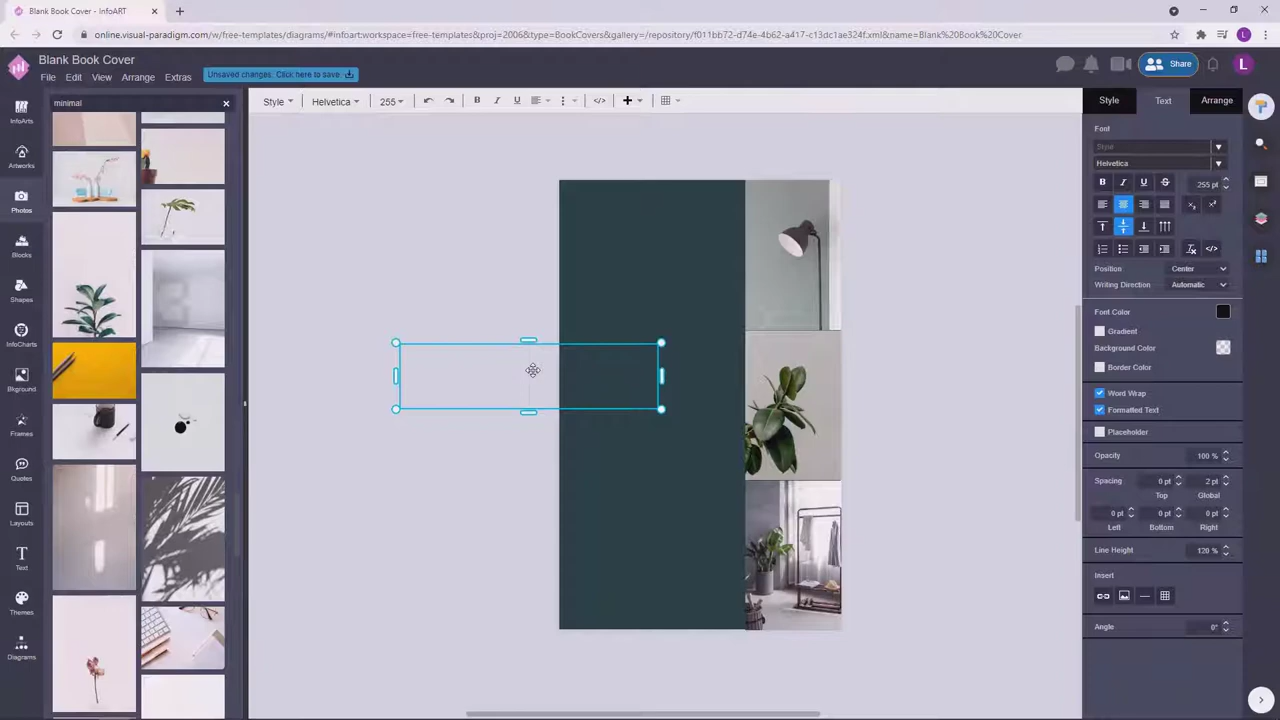 Blank Book Cover - InfoART
online.visual-paradigm.com/w/free-templates/diagrams/#infoart:workspace=free-templates&proj=2006&type=BookCovers&gallery=/repository/f011bb72-d74e-4b62-a417-c13dc1ae324f.xml&name=Blank%20Book%20Cover
Blank Book Cover
File Edit View Arrange Extras
Unsaved changes. Click here to save.
Share
L
minimal
Style Helvetica 255 B I U
Style Text Arrange
InfoArts
Artworks
Photos
Blocks
Shapes
InfoCharts
Bkground
Frames
Quotes
Layouts
Text
Themes
Diagrams
Font
Style
Helvetica
B I U S 255 pt
Position Center
Writing Direction Automatic
Font Color
Gradient
Background Color
Border Color
Word Wrap
Formatted Text
Placeholder
Opacity 100 %
Spacing 0 pt 2 pt
Top Global
0 pt 0 pt 0 pt
Left Bottom Right
Line Height 120 %
Insert
Angle 0°